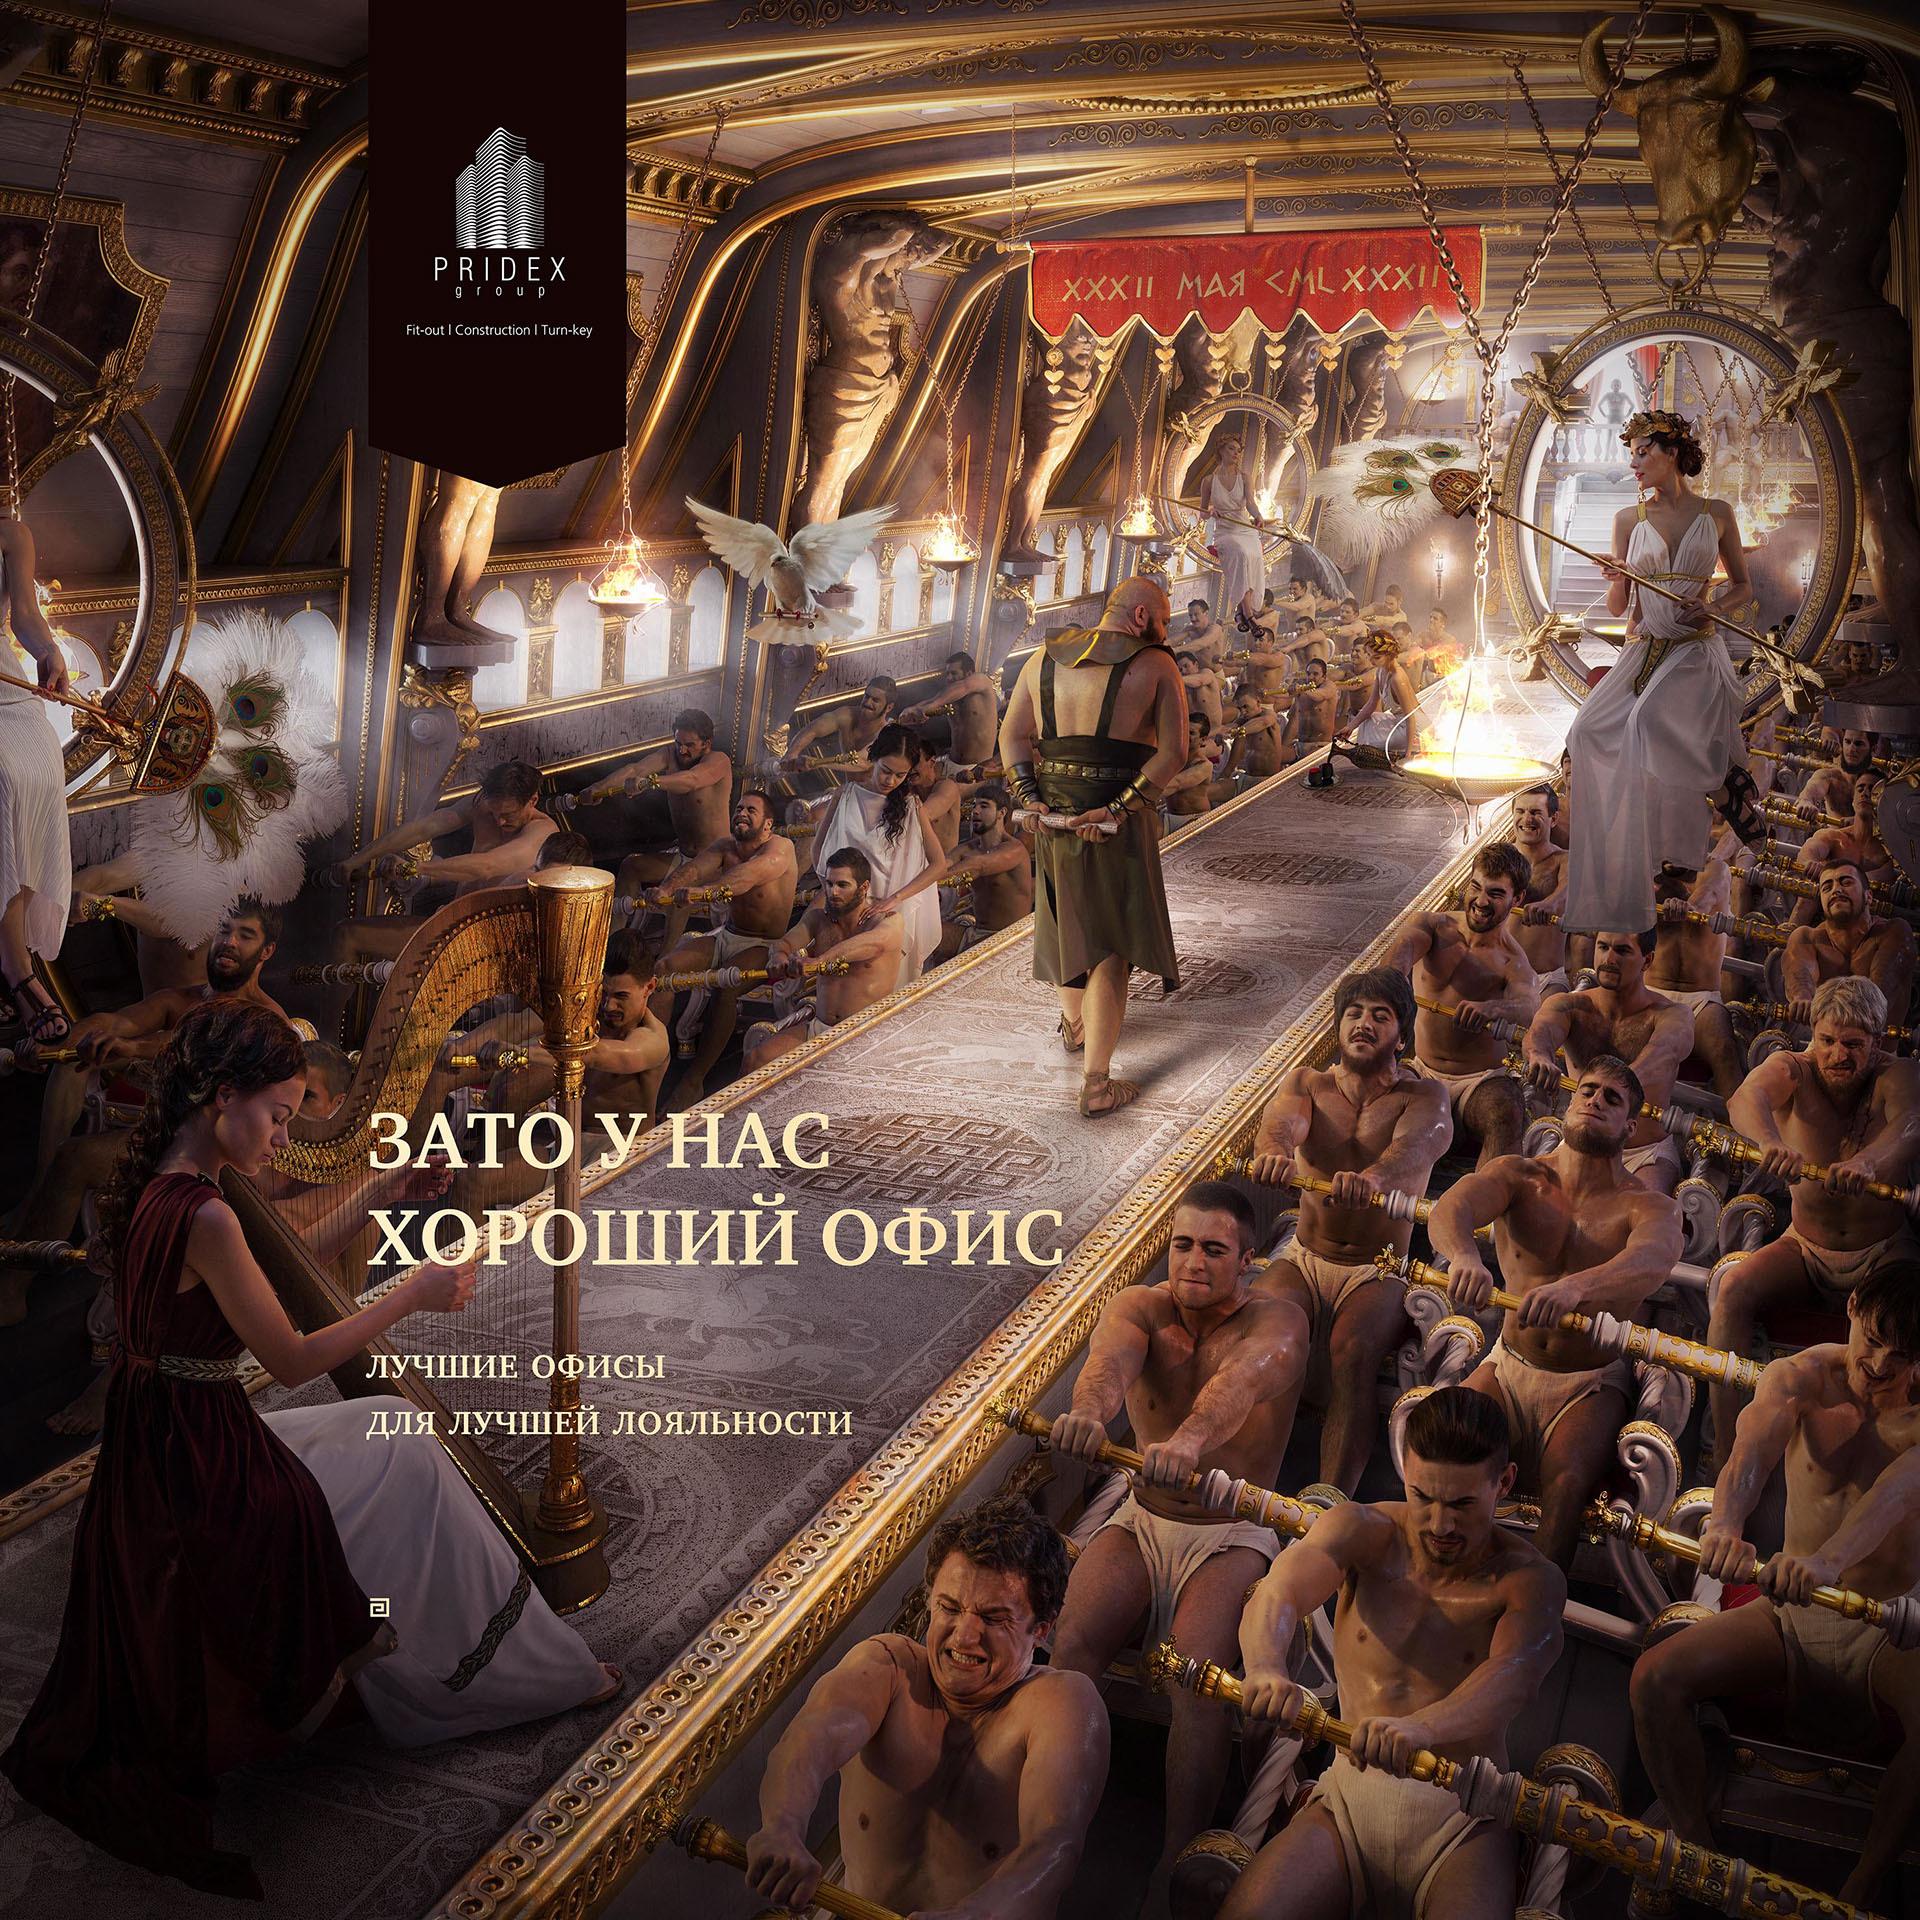 PRIDEX
group
Fit-out | Construction | Turn-key
XXXII МАЯ CMLXXXII
ЗАТО У НАС
ХОРОШИЙ ОФИС
ЛУЧШИЕ ОФИСЫ
ДЛЯ ЛУЧШЕЙ ЛОЯЛЬНОСТИ